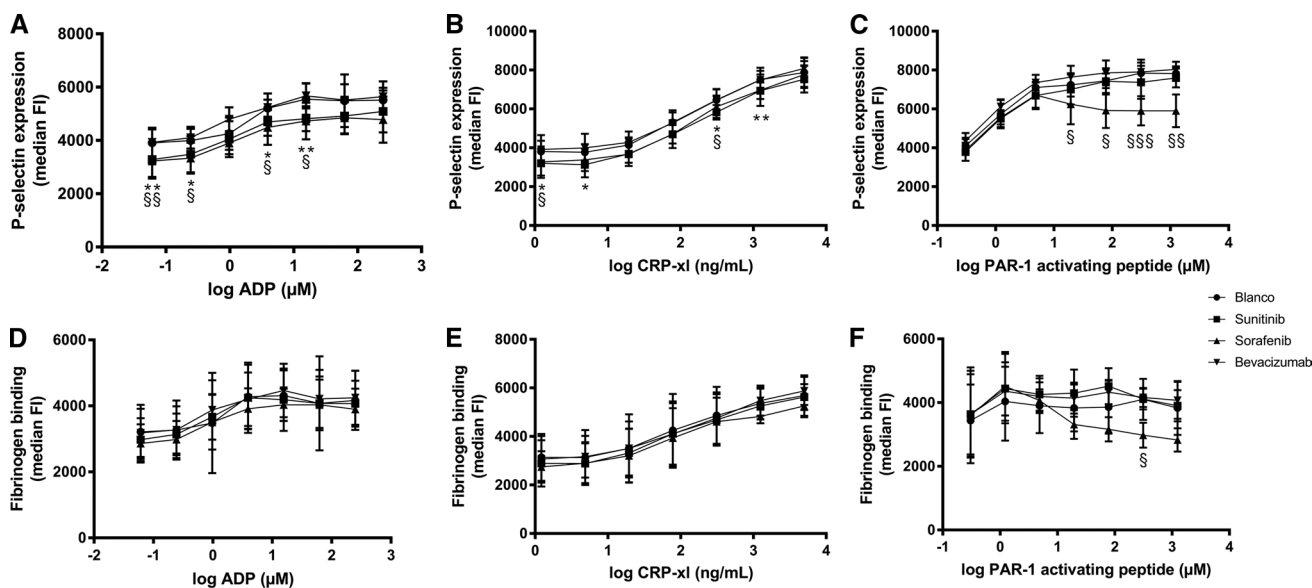 A
P-selectin expression
(median FI)
8000
6000
4000
2000
0
-2
-1
0
1
2
3
log ADP (µM)
**
§§
*
§
*
§
**
§
B
P-selectin expression
(median FI)
10000
8000
6000
4000
2000
0
0
1
2
3
4
log CRP-xl (ng/mL)
*
§
*
*
§
**
C
P-selectin expression
(median FI)
10000
8000
6000
4000
2000
0
-1
0
1
2
3
4
log PAR-1 activating peptide (µM)
§
§
§§§
§§
Blanco
Sunitinib
Sorafenib
Bevacizumab
D
Fibrinogen binding
(median FI)
6000
4000
2000
0
-2
-1
0
1
2
3
log ADP (µM)
E
Fibrinogen binding
(median FI)
8000
6000
4000
2000
0
0
1
2
3
4
log CRP-xl (ng/mL)
F
Fibrinogen binding
(median FI)
6000
4000
2000
0
-1
0
1
2
3
4
log PAR-1 activating peptide (µM)
§